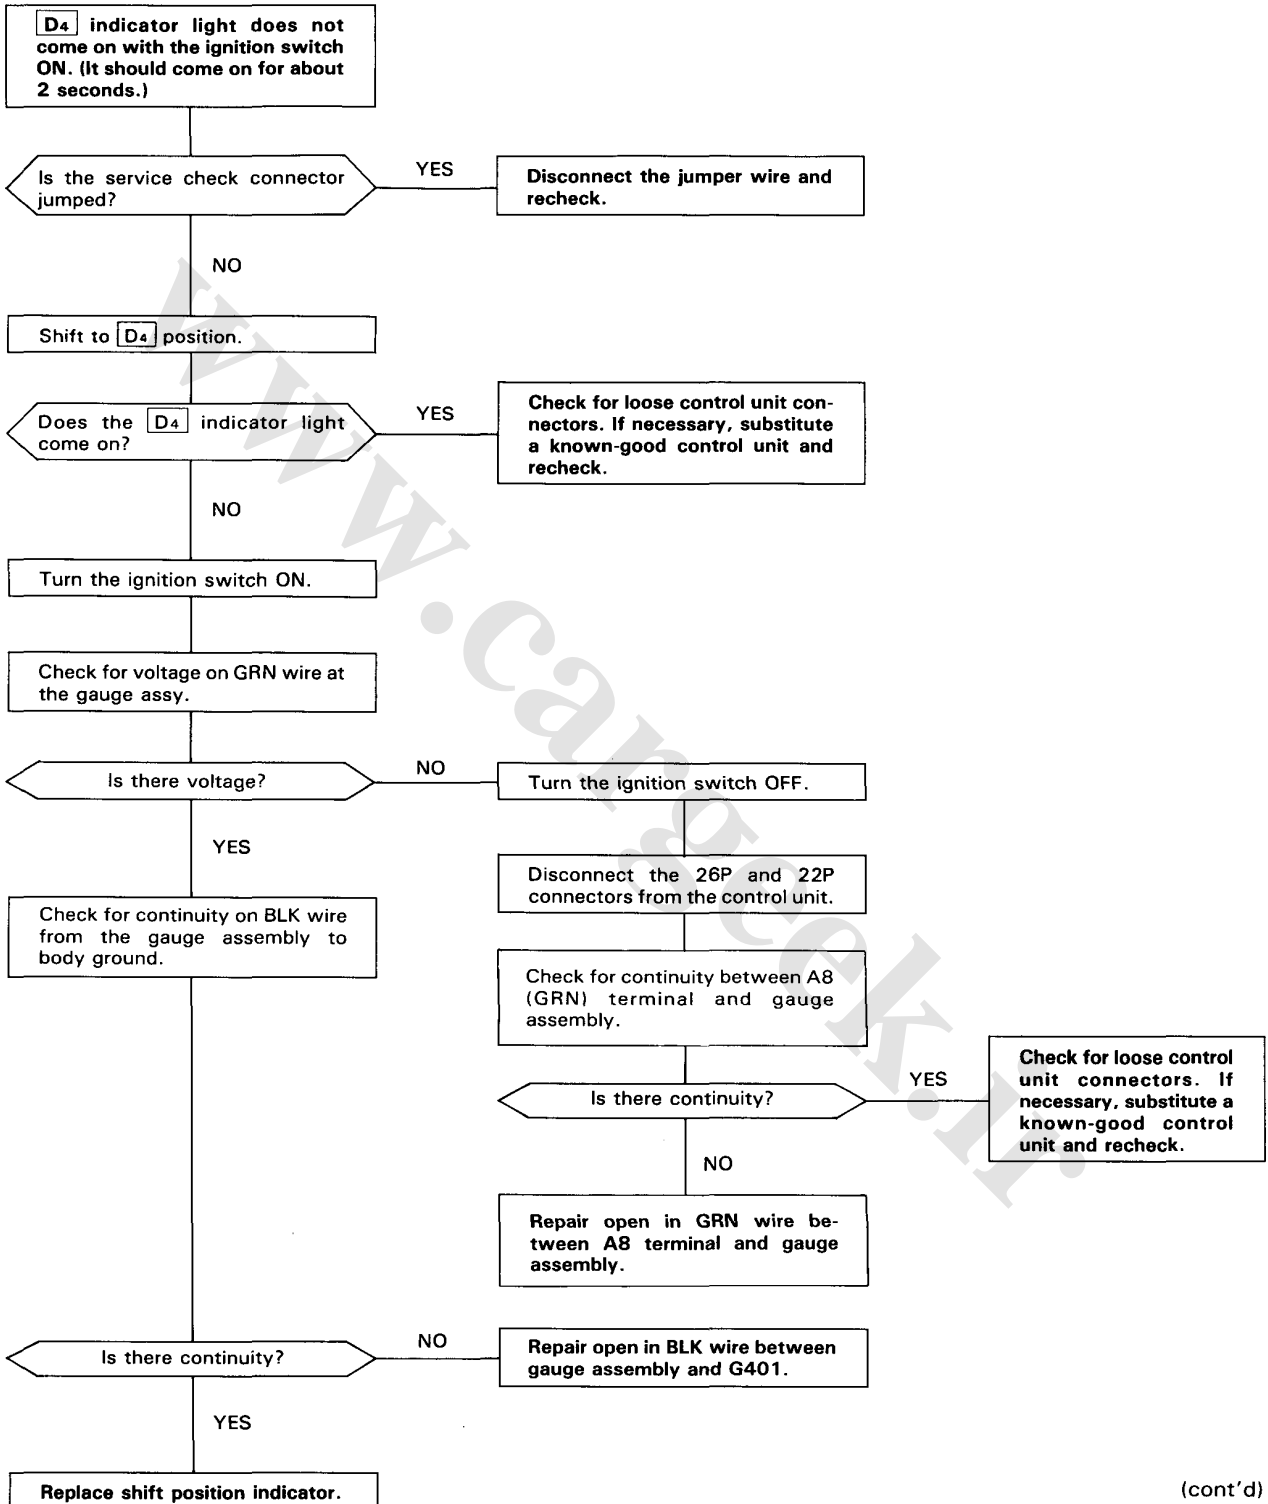 D4 indicator light does not
come on with the ignition switch
ON. (It should come on for about
2 seconds.)
Is the service check connector
jumped?
YES
Disconnect the jumper wire and
recheck.
NO
Shift to D4 position.
Does the D4 indicator light
come on?
YES
Check for loose control unit con-
nectors. If necessary, substitute
a known-good control unit and
recheck.
NO
Turn the ignition switch ON.
Check for voltage on GRN wire at
the gauge assy.
Is there voltage?
NO
Turn the ignition switch OFF.
YES
Disconnect the 26P and 22P
connectors from the control unit.
Check for continuity on BLK wire
from the gauge assembly to
body ground.
Check for continuity between A8
(GRN) terminal and gauge
assembly.
Is there continuity?
YES
Check for loose control
unit connectors. If
necessary, substitute a
known-good control
unit and recheck.
NO
Repair open in GRN wire be-
tween A8 terminal and gauge
assembly.
Is there continuity?
NO
Repair open in BLK wire between
gauge assembly and G401.
YES
Replace shift position indicator.
(cont'd)
www.cargeek.ir